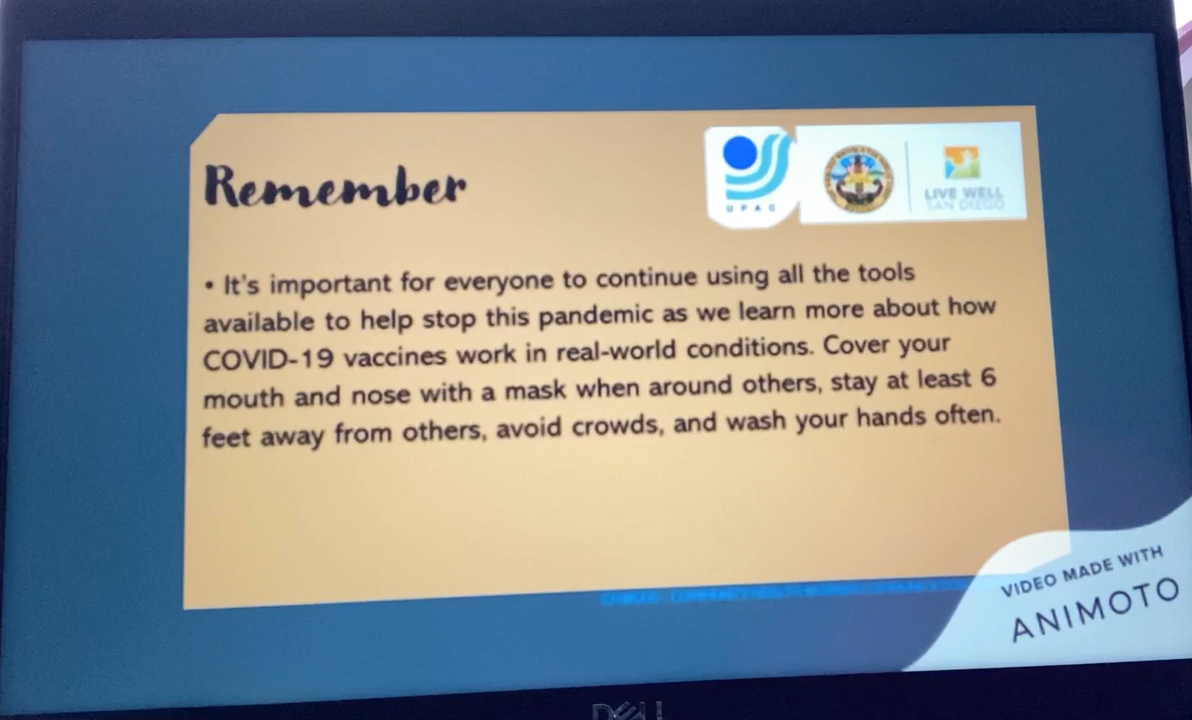 Remember
UPAC
LIVE WELL
SAN DIEGO
• It's important for everyone to continue using all the tools
available to help stop this pandemic as we learn more about how
COVID-19 vaccines work in real-world conditions. Cover your
mouth and nose with a mask when around others, stay at least 6
feet away from others, avoid crowds, and wash your hands often.
VIDEO MADE WITH
ANIMOTO
DELL